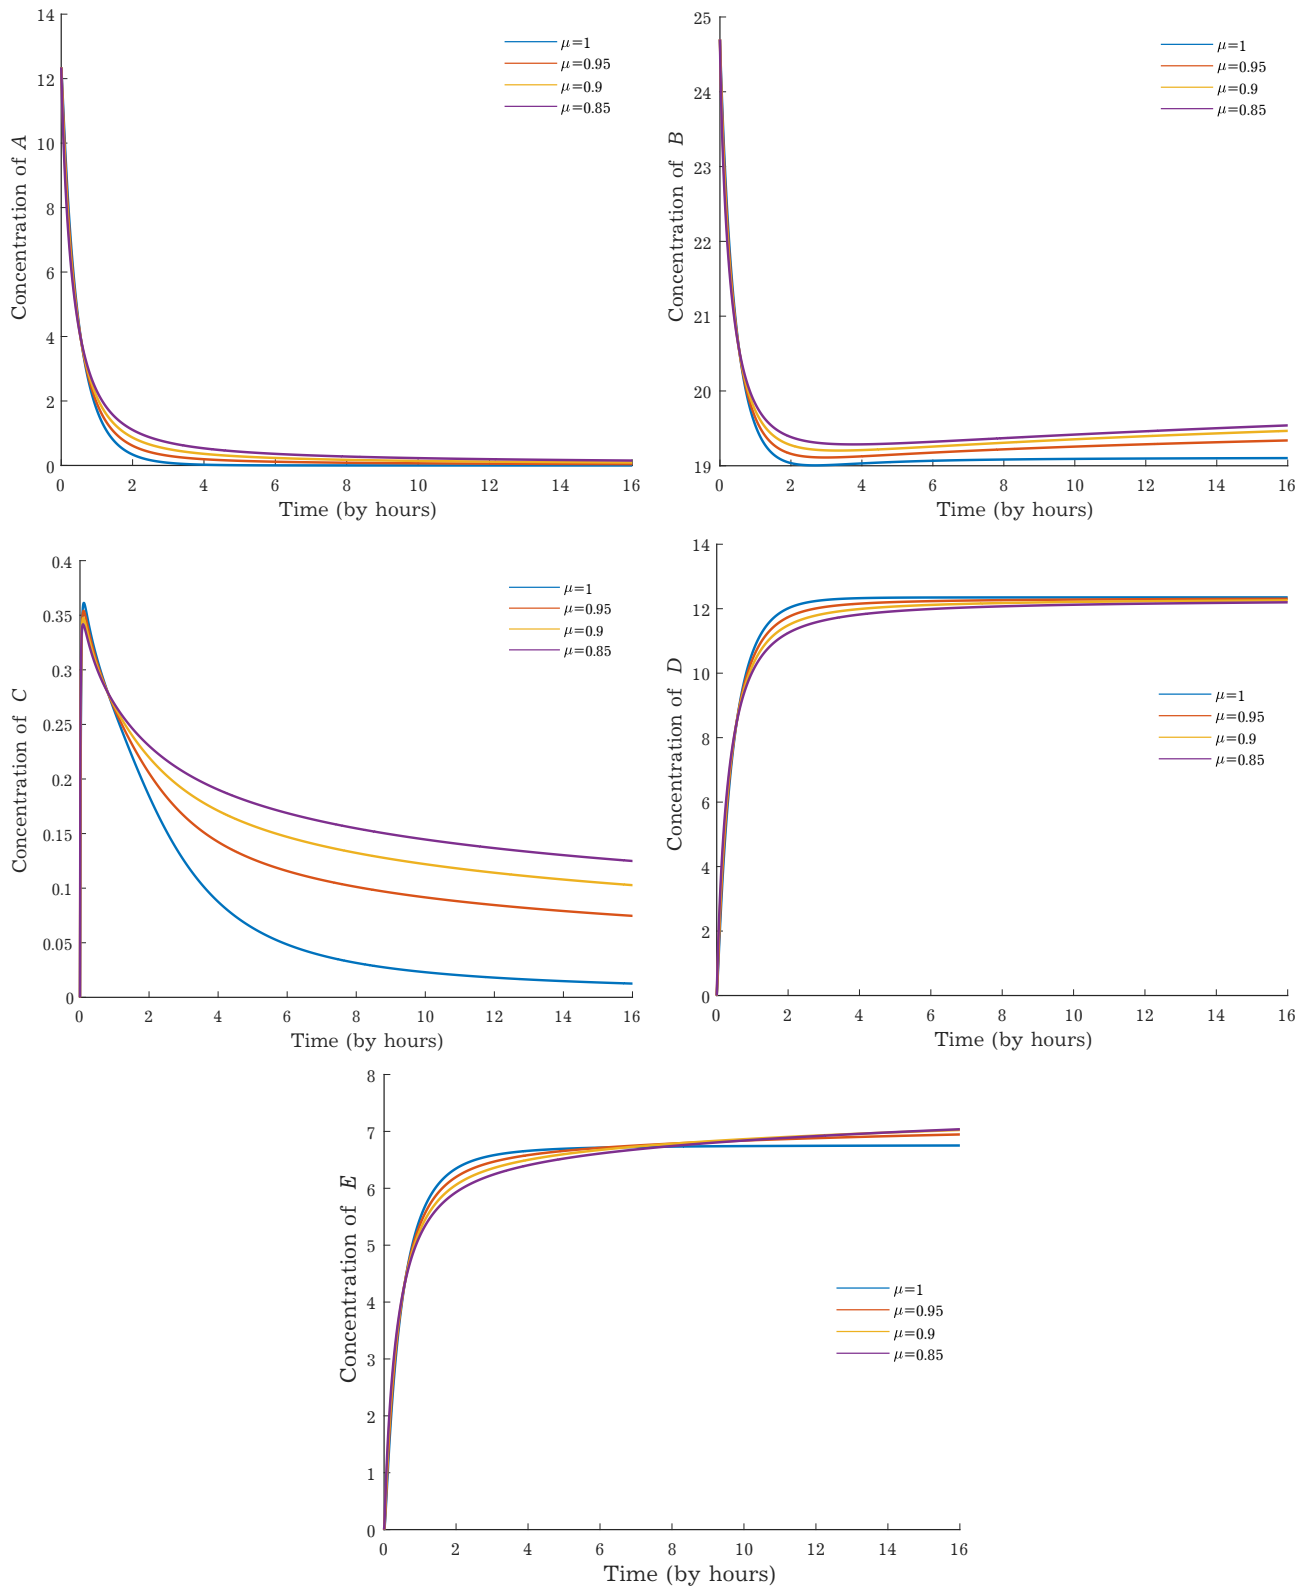 14
12
10
8
6
4
2
0
Concentration of A
μ=1
μ=0.95
μ=0.9
μ=0.85
0 2 4 6 8 10 12 14 16
Time (by hours)
25
24
23
22
21
20
19
Concentration of B
μ=1
μ=0.95
μ=0.9
μ=0.85
0 2 4 6 8 10 12 14 16
Time (by hours)
0.4
0.35
0.3
0.25
0.2
0.15
0.1
0.05
0
Concentration of C
μ=1
μ=0.95
μ=0.9
μ=0.85
0 2 4 6 8 10 12 14 16
Time (by hours)
14
12
10
8
6
4
2
0
Concentration of D
μ=1
μ=0.95
μ=0.9
μ=0.85
0 2 4 6 8 10 12 14 16
Time (by hours)
8
7
6
5
4
3
2
1
0
Concentration of E
μ=1
μ=0.95
μ=0.9
μ=0.85
0 2 4 6 8 10 12 14 16
Time (by hours)